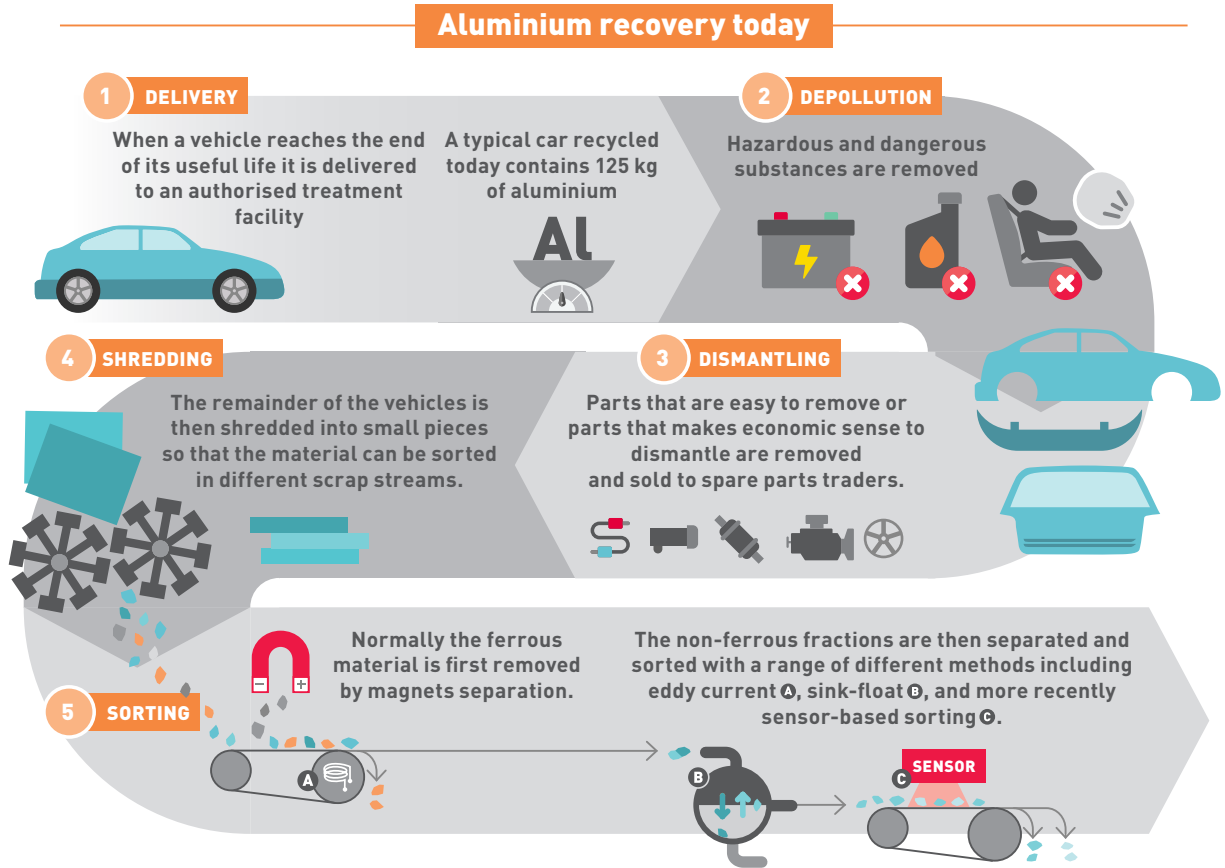 Aluminium recovery today
1 DELIVERY
When a vehicle reaches the end
of its useful life it is delivered
to an authorised treatment
facility
A typical car recycled
today contains 125 kg
of aluminium
Al
2 DEPOLLUTION
Hazardous and dangerous
substances are removed
3 DISMANTLING
Parts that are easy to remove or
parts that makes economic sense to
dismantle are removed
and sold to spare parts traders.
4 SHREDDING
The remainder of the vehicles is
then shredded into small pieces
so that the material can be sorted
in different scrap streams.
5 SORTING
Normally the ferrous
material is first removed
by magnets separation.
− +
The non-ferrous fractions are then separated and
sorted with a range of different methods including
eddy current A, sink-float B, and more recently
sensor-based sorting C.
A
B
C
SENSOR